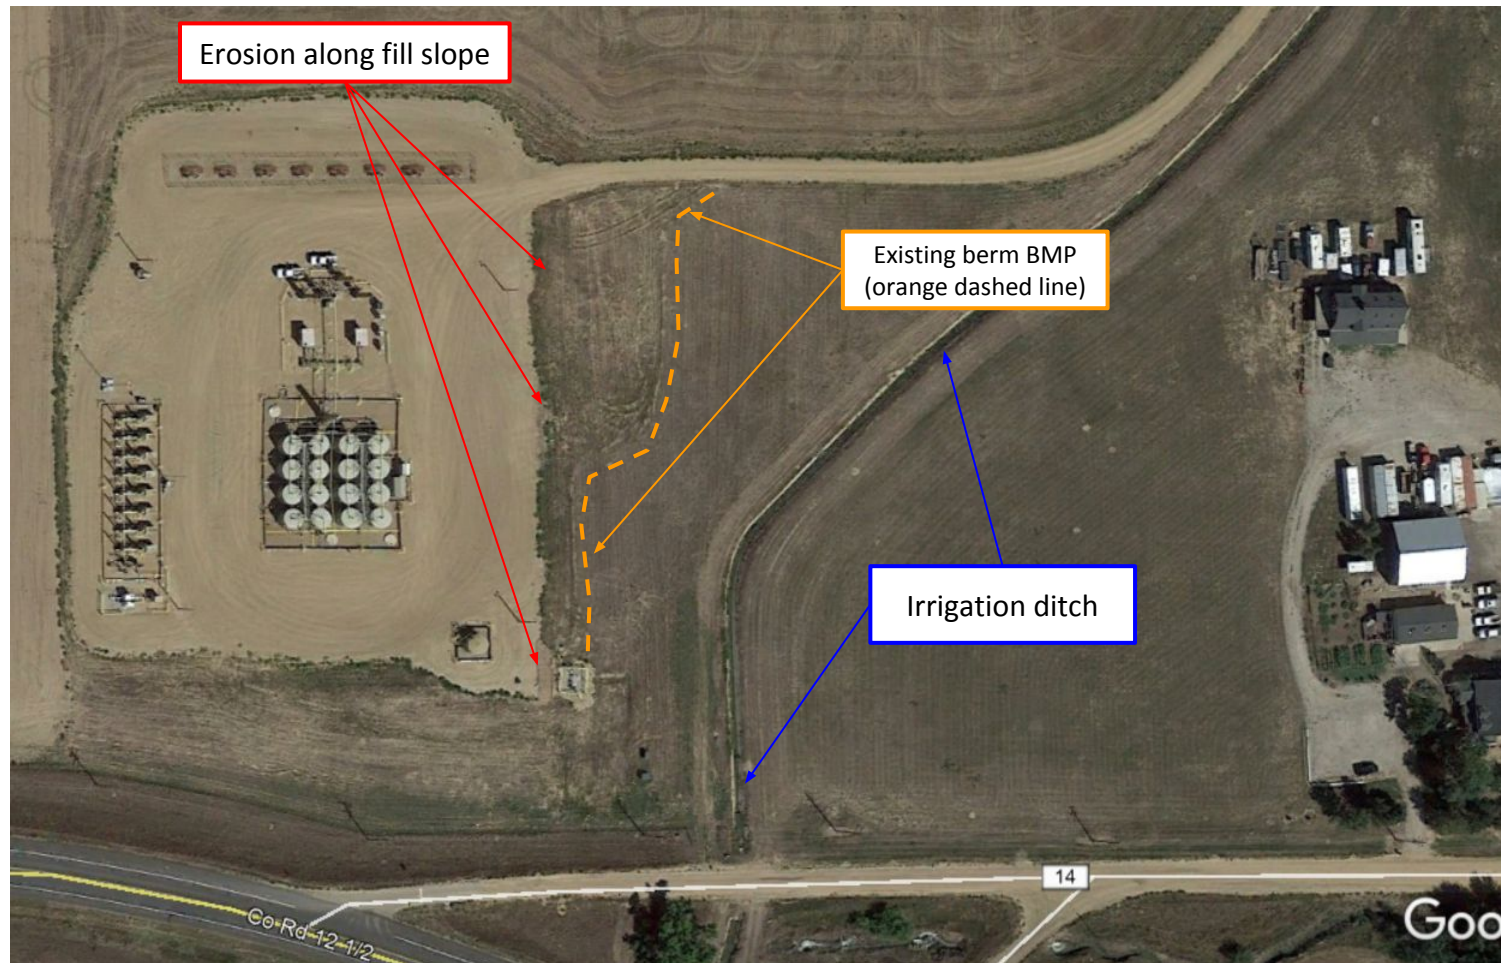 Erosion along fill slope
Existing berm BMP
(orange dashed line)
Irrigation ditch
14
Co Rd 12 1/2
Goo